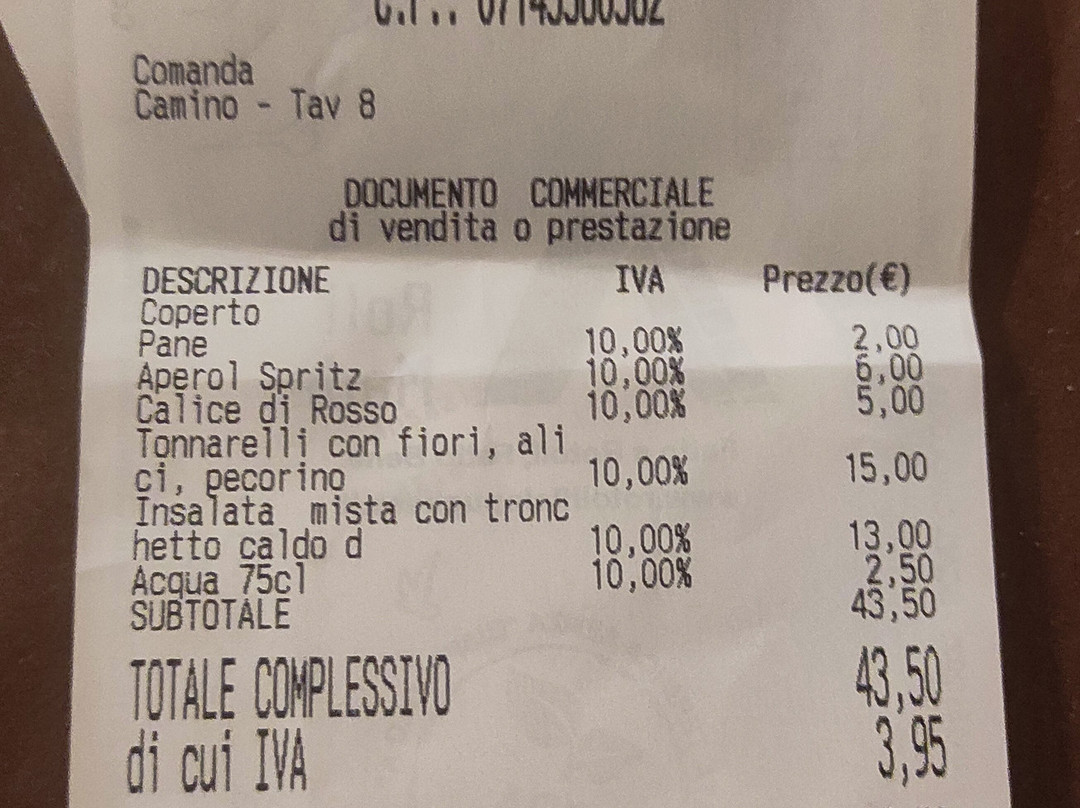 Comanda
Camino - Tav 8
DOCUMENTO COMMERCIALE
di vendita o prestazione
DESCRIZIONE IVA Prezzo(€)
Coperto
Pane 10,00% 2,00
Aperol Spritz 10,00% 6,00
Calice di Rosso 10,00% 5,00
Tonnarelli con fiori, ali
ci, pecorino 10,00% 15,00
Insalata mista con tronc
hetto caldo d 10,00% 13,00
Acqua 75cl 10,00% 2,50
SUBTOTALE 43,50
TOTALE COMPLESSIVO 43,50
di cui IVA 3,95